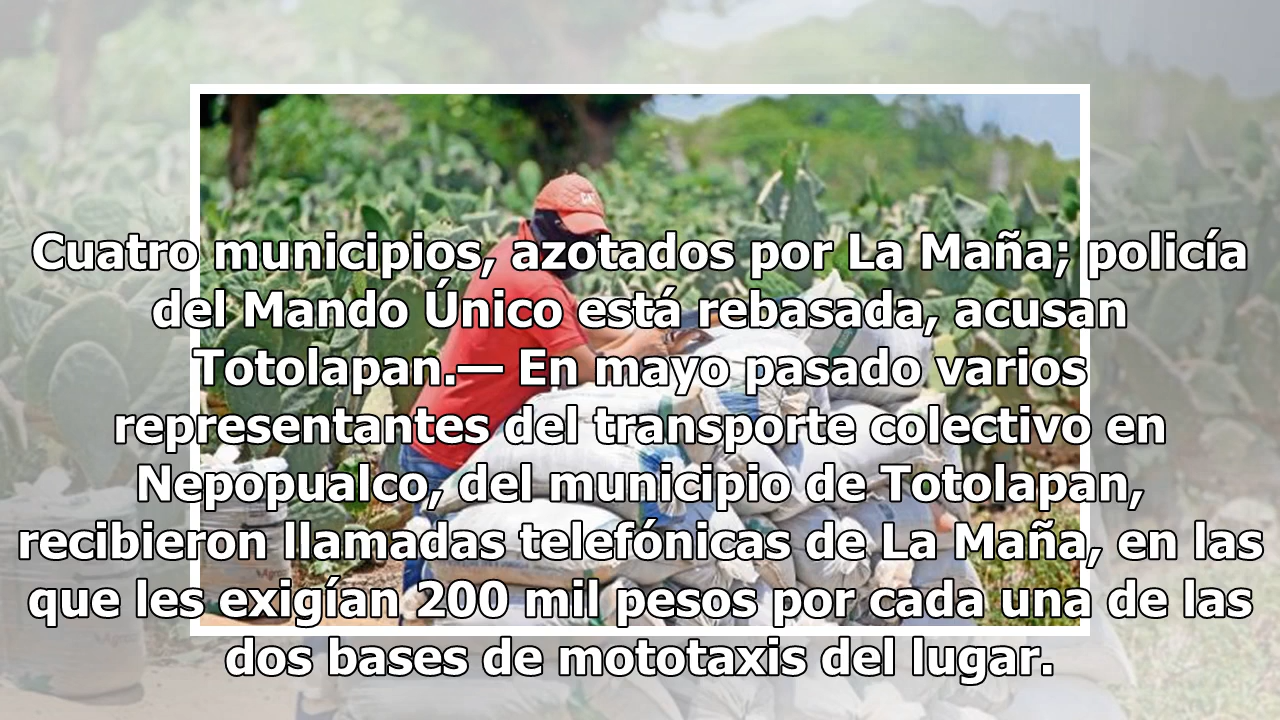 Cuatro municipios, azotados por La Maña; policía
del Mando Único está rebasada, acusan
Totolapan.— En mayo pasado varios
representantes del transporte colectivo en
Nepopualco, del municipio de Totolapan,
recibieron llamadas telefónicas de La Maña, en las
que les exigían 200 mil pesos por cada una de las
dos bases de mototaxis del lugar.